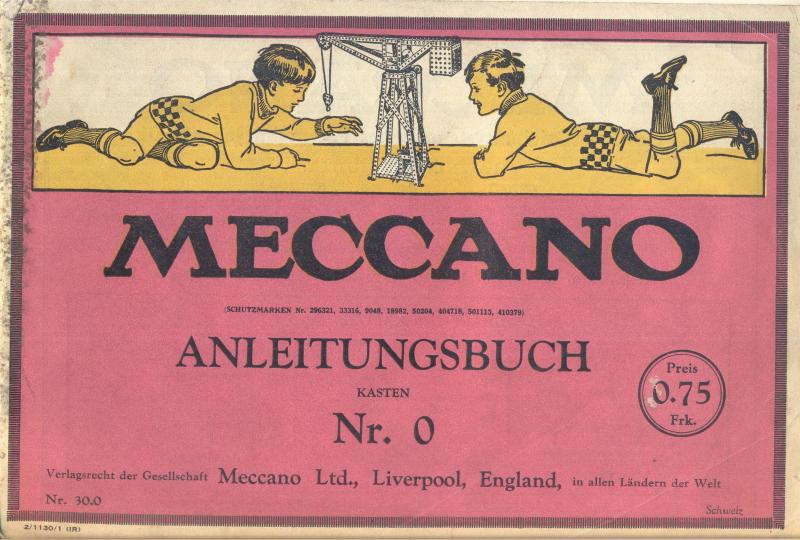 MECCANO
(SCHUTZMARKEN Nr. 296321, 33316, 9048, 18982, 50204, 404718, 501113, 410379)
ANLEITUNGSBUCH
KASTEN
Nr. 0
Preis
0.75
Frk.
Verlagsrecht der Gesellschaft Meccano Ltd., Liverpool, England, in allen Ländern der Welt
Nr. 30.0
Schweiz
2/1130/1 (IR)